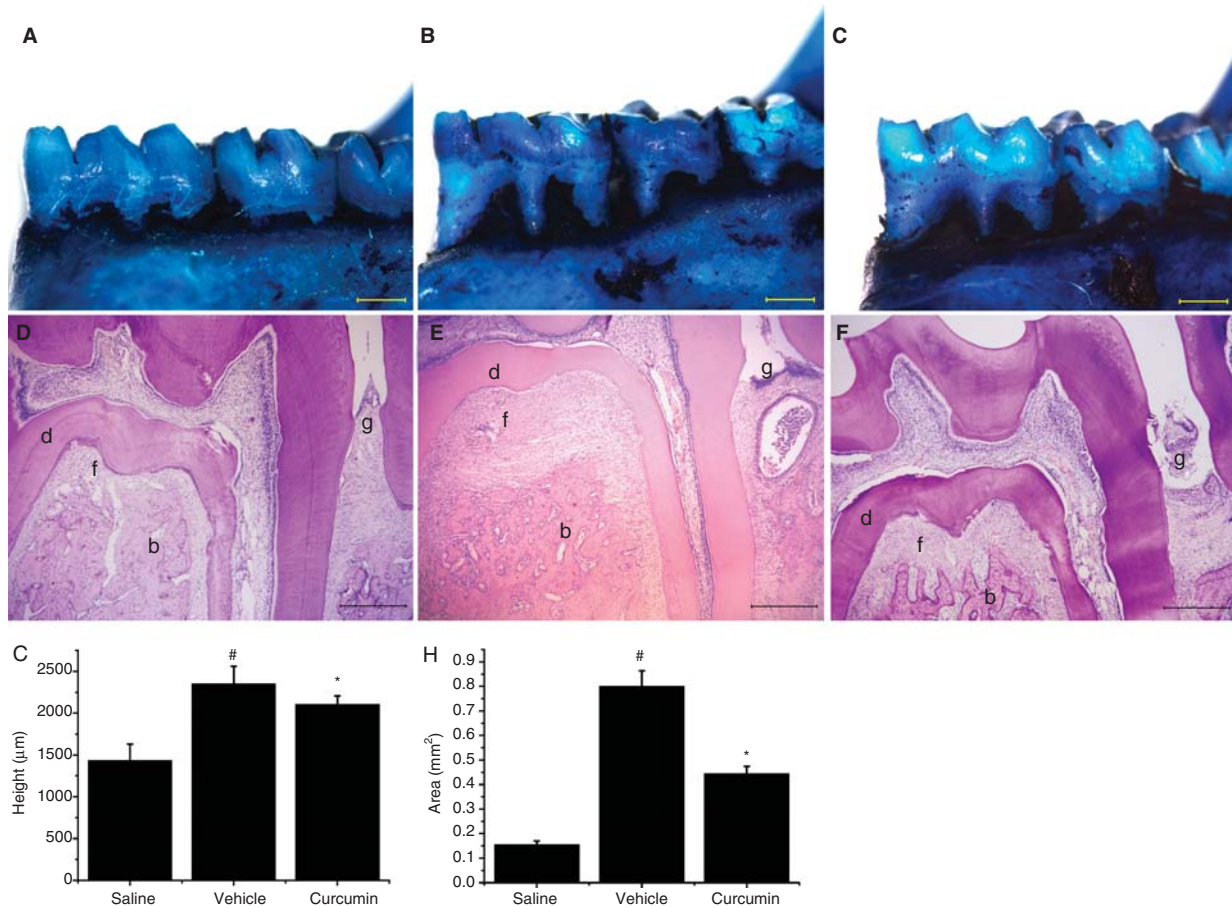 A
B
C
D
d
f
b
g
E
d
f
b
g
F
d
f
b
g
C
Height (μm)
2500
2000
1500
1000
500
0
#
*
Saline
Vehicle
Curcumin
H
Area (mm²)
0.9
0.8
0.7
0.6
0.5
0.4
0.3
0.2
0.1
0.0
#
*
Saline
Vehicle
Curcumin